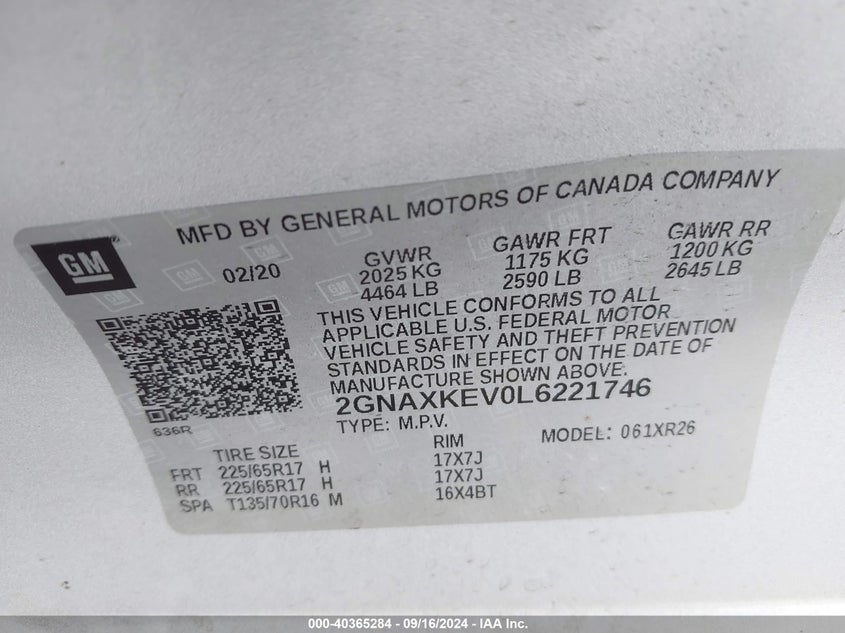 MFD BY GENERAL MOTORS OF CANADA COMPANY
GM®
02/20
GVWR GAWR FRT GAWR RR
2025 KG 1175 KG 1200 KG
4464 LB 2590 LB 2645 LB
THIS VEHICLE CONFORMS TO ALL
APPLICABLE U.S. FEDERAL MOTOR
VEHICLE SAFETY AND THEFT PREVENTION
STANDARDS IN EFFECT ON THE DATE OF
MANUFACTURE SHOWN ABOVE.
2GNAXKEV0L6221746
636R
TYPE: M.P.V. MODEL: 061XR26
TIRE SIZE RIM
FRT 225/65R17 H 17X7J
RR 225/65R17 H 17X7J
SPA T135/70R16 M 16X4BT
000-40365284 - 09/16/2024 - IAA Inc.